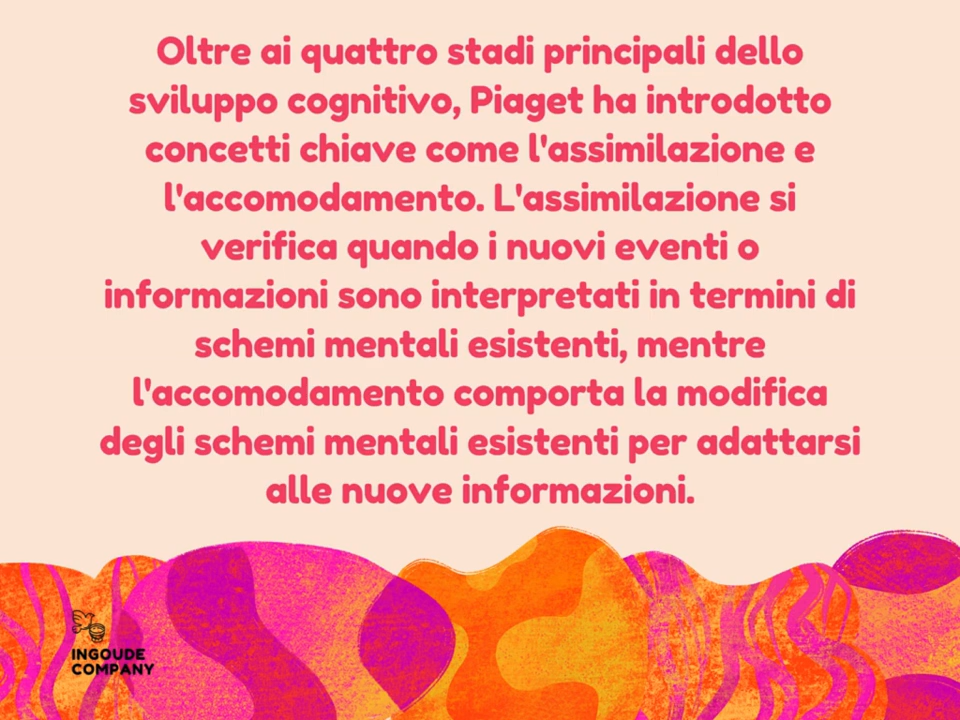 Oltre ai quattro stadi principali dello
sviluppo cognitivo, Piaget ha introdotto
concetti chiave come l'assimilazione e
l'accomodamento. L'assimilazione si
verifica quando i nuovi eventi o
informazioni sono interpretati in termini di
schemi mentali esistenti, mentre
l'accomodamento comporta la modifica
degli schemi mentali esistenti per adattarsi
alle nuove informazioni.
INGOUDE
COMPANY